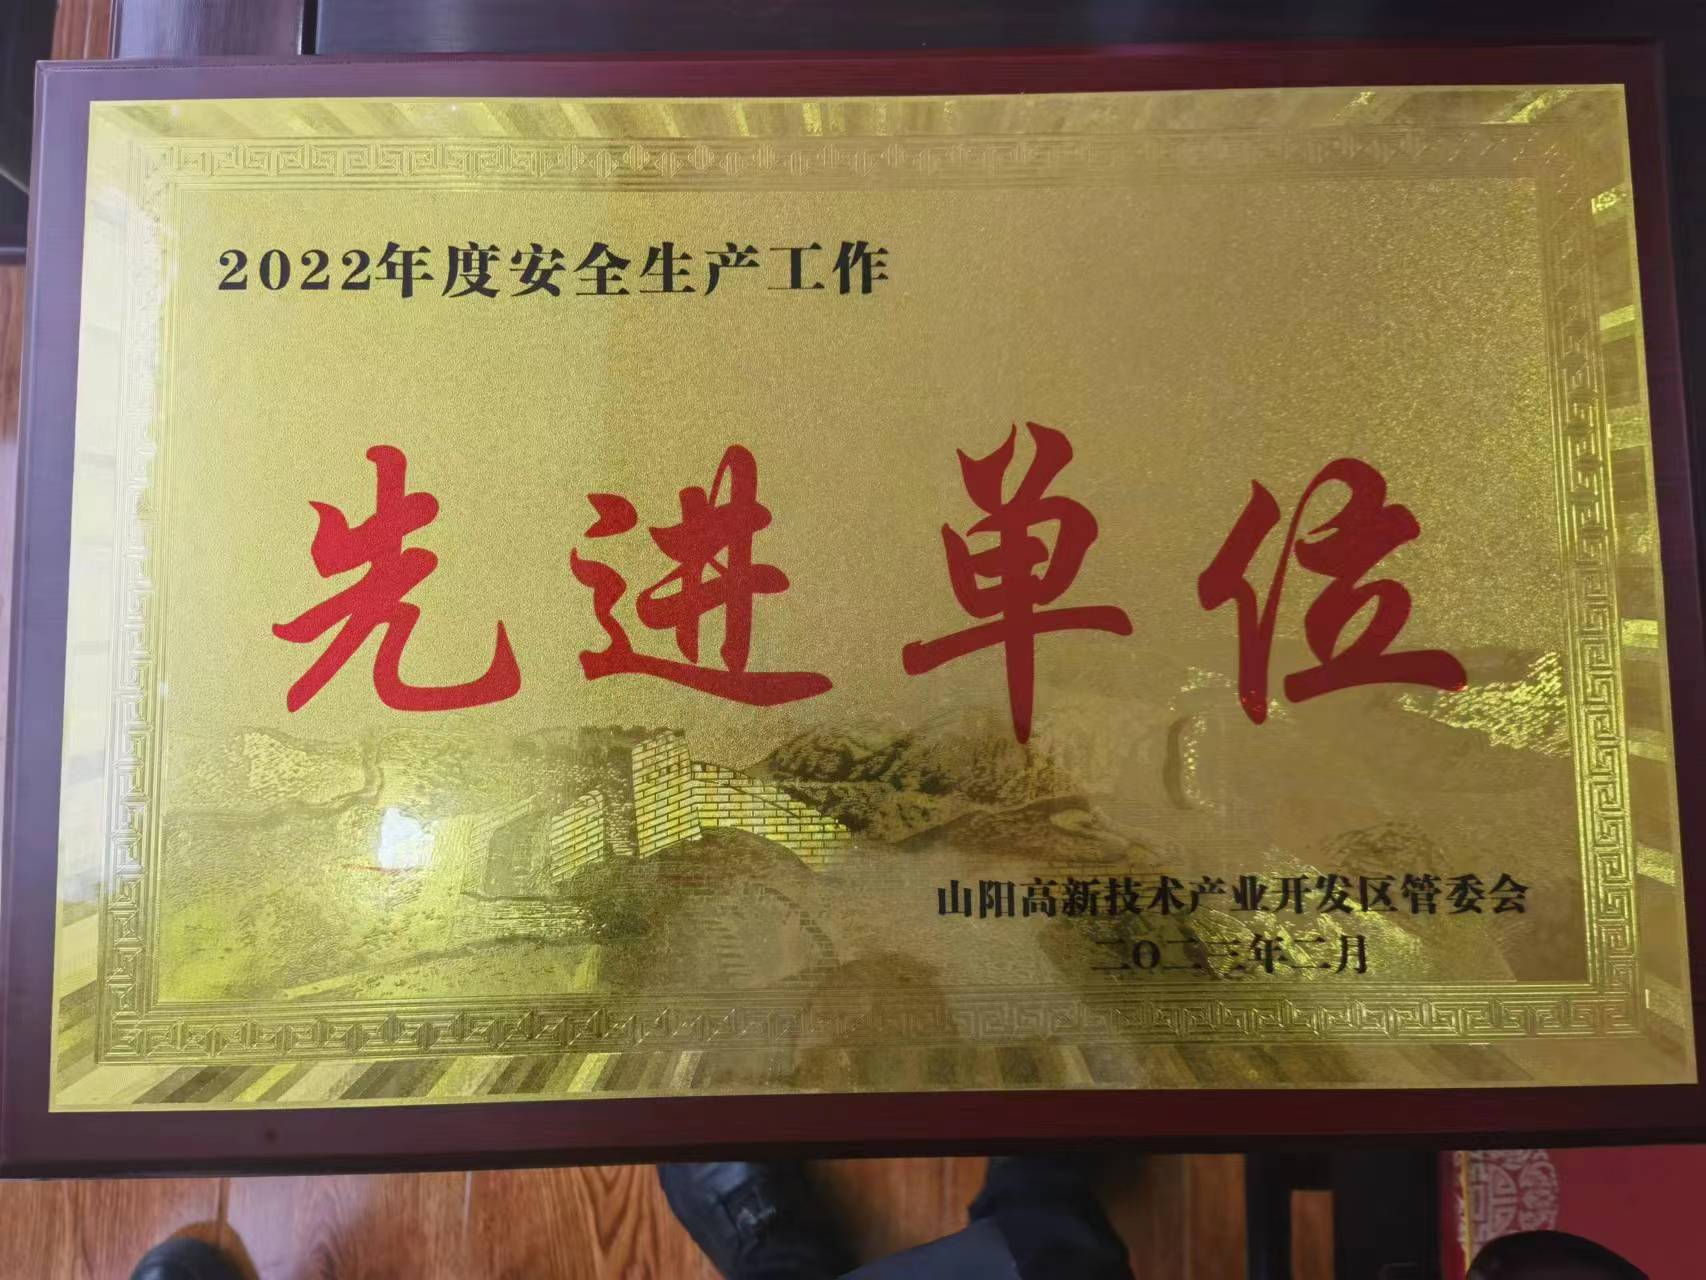 2022年度安全生产工作
先进单位
山阳高新技术产业开发区管委会
二O二三年二月